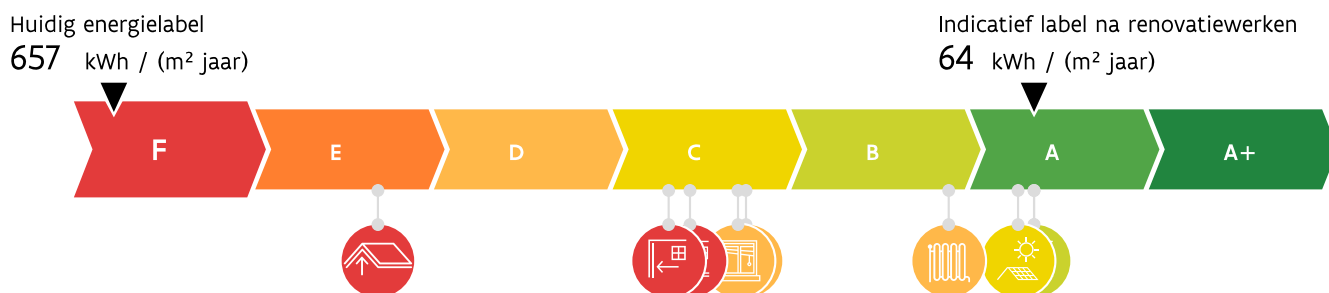 Huidig energielabel
657 kWh / (m² jaar)
Indicatief label na renovatiewerken
64 kWh / (m² jaar)
F E D C B A A+